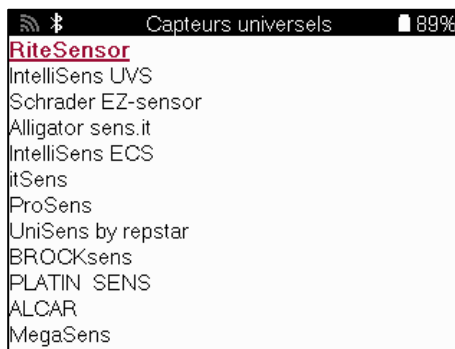 Capteurs universels 89%
RiteSensor
IntelliSens UVS
Schrader EZ-sensor
Alligator sens.it
IntelliSens ECS
itSens
ProSens
UniSens by repstar
BROCKsens
PLATIN SENS
ALCAR
MegaSens